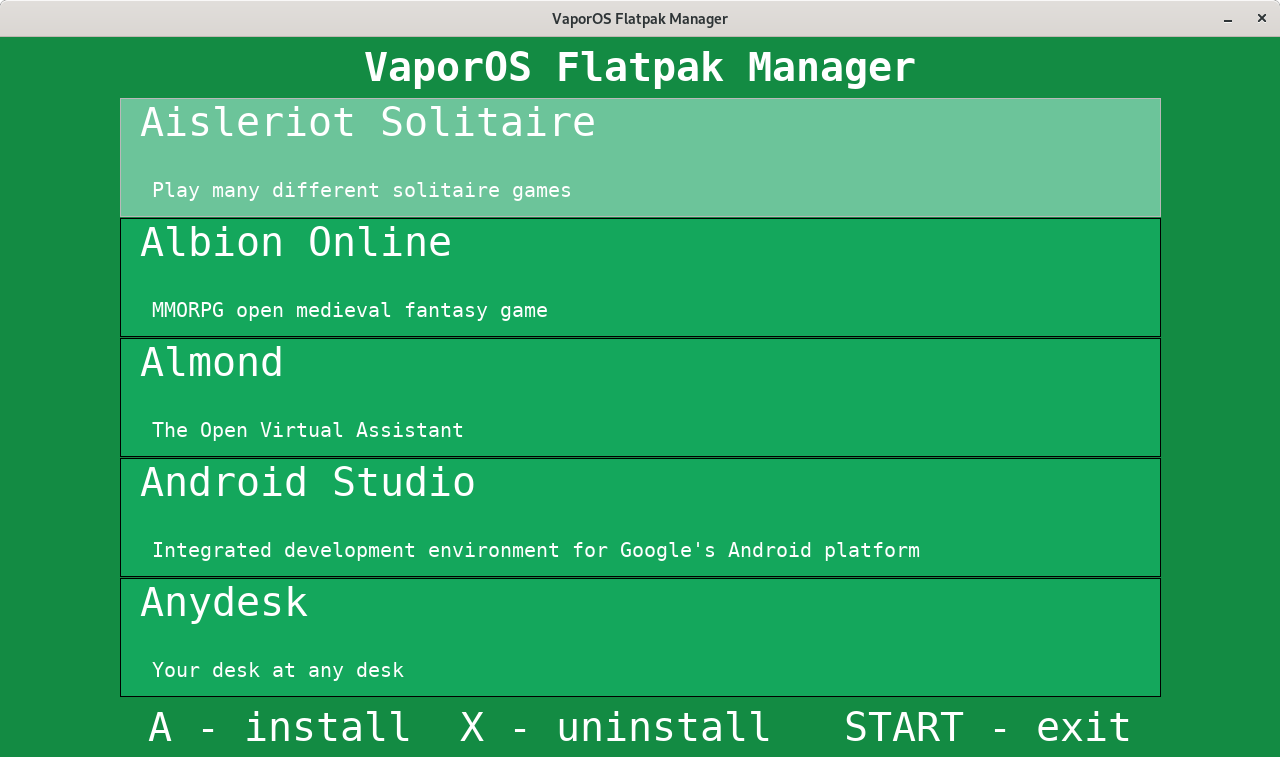 VaporOS Flatpak Manager
VaporOS Flatpak Manager
Aisleriot Solitaire
Play many different solitaire games
Albion Online
MMORPG open medieval fantasy game
Almond
The Open Virtual Assistant
Android Studio
Integrated development environment for Google's Android platform
Anydesk
Your desk at any desk
A - install X - uninstall START - exit